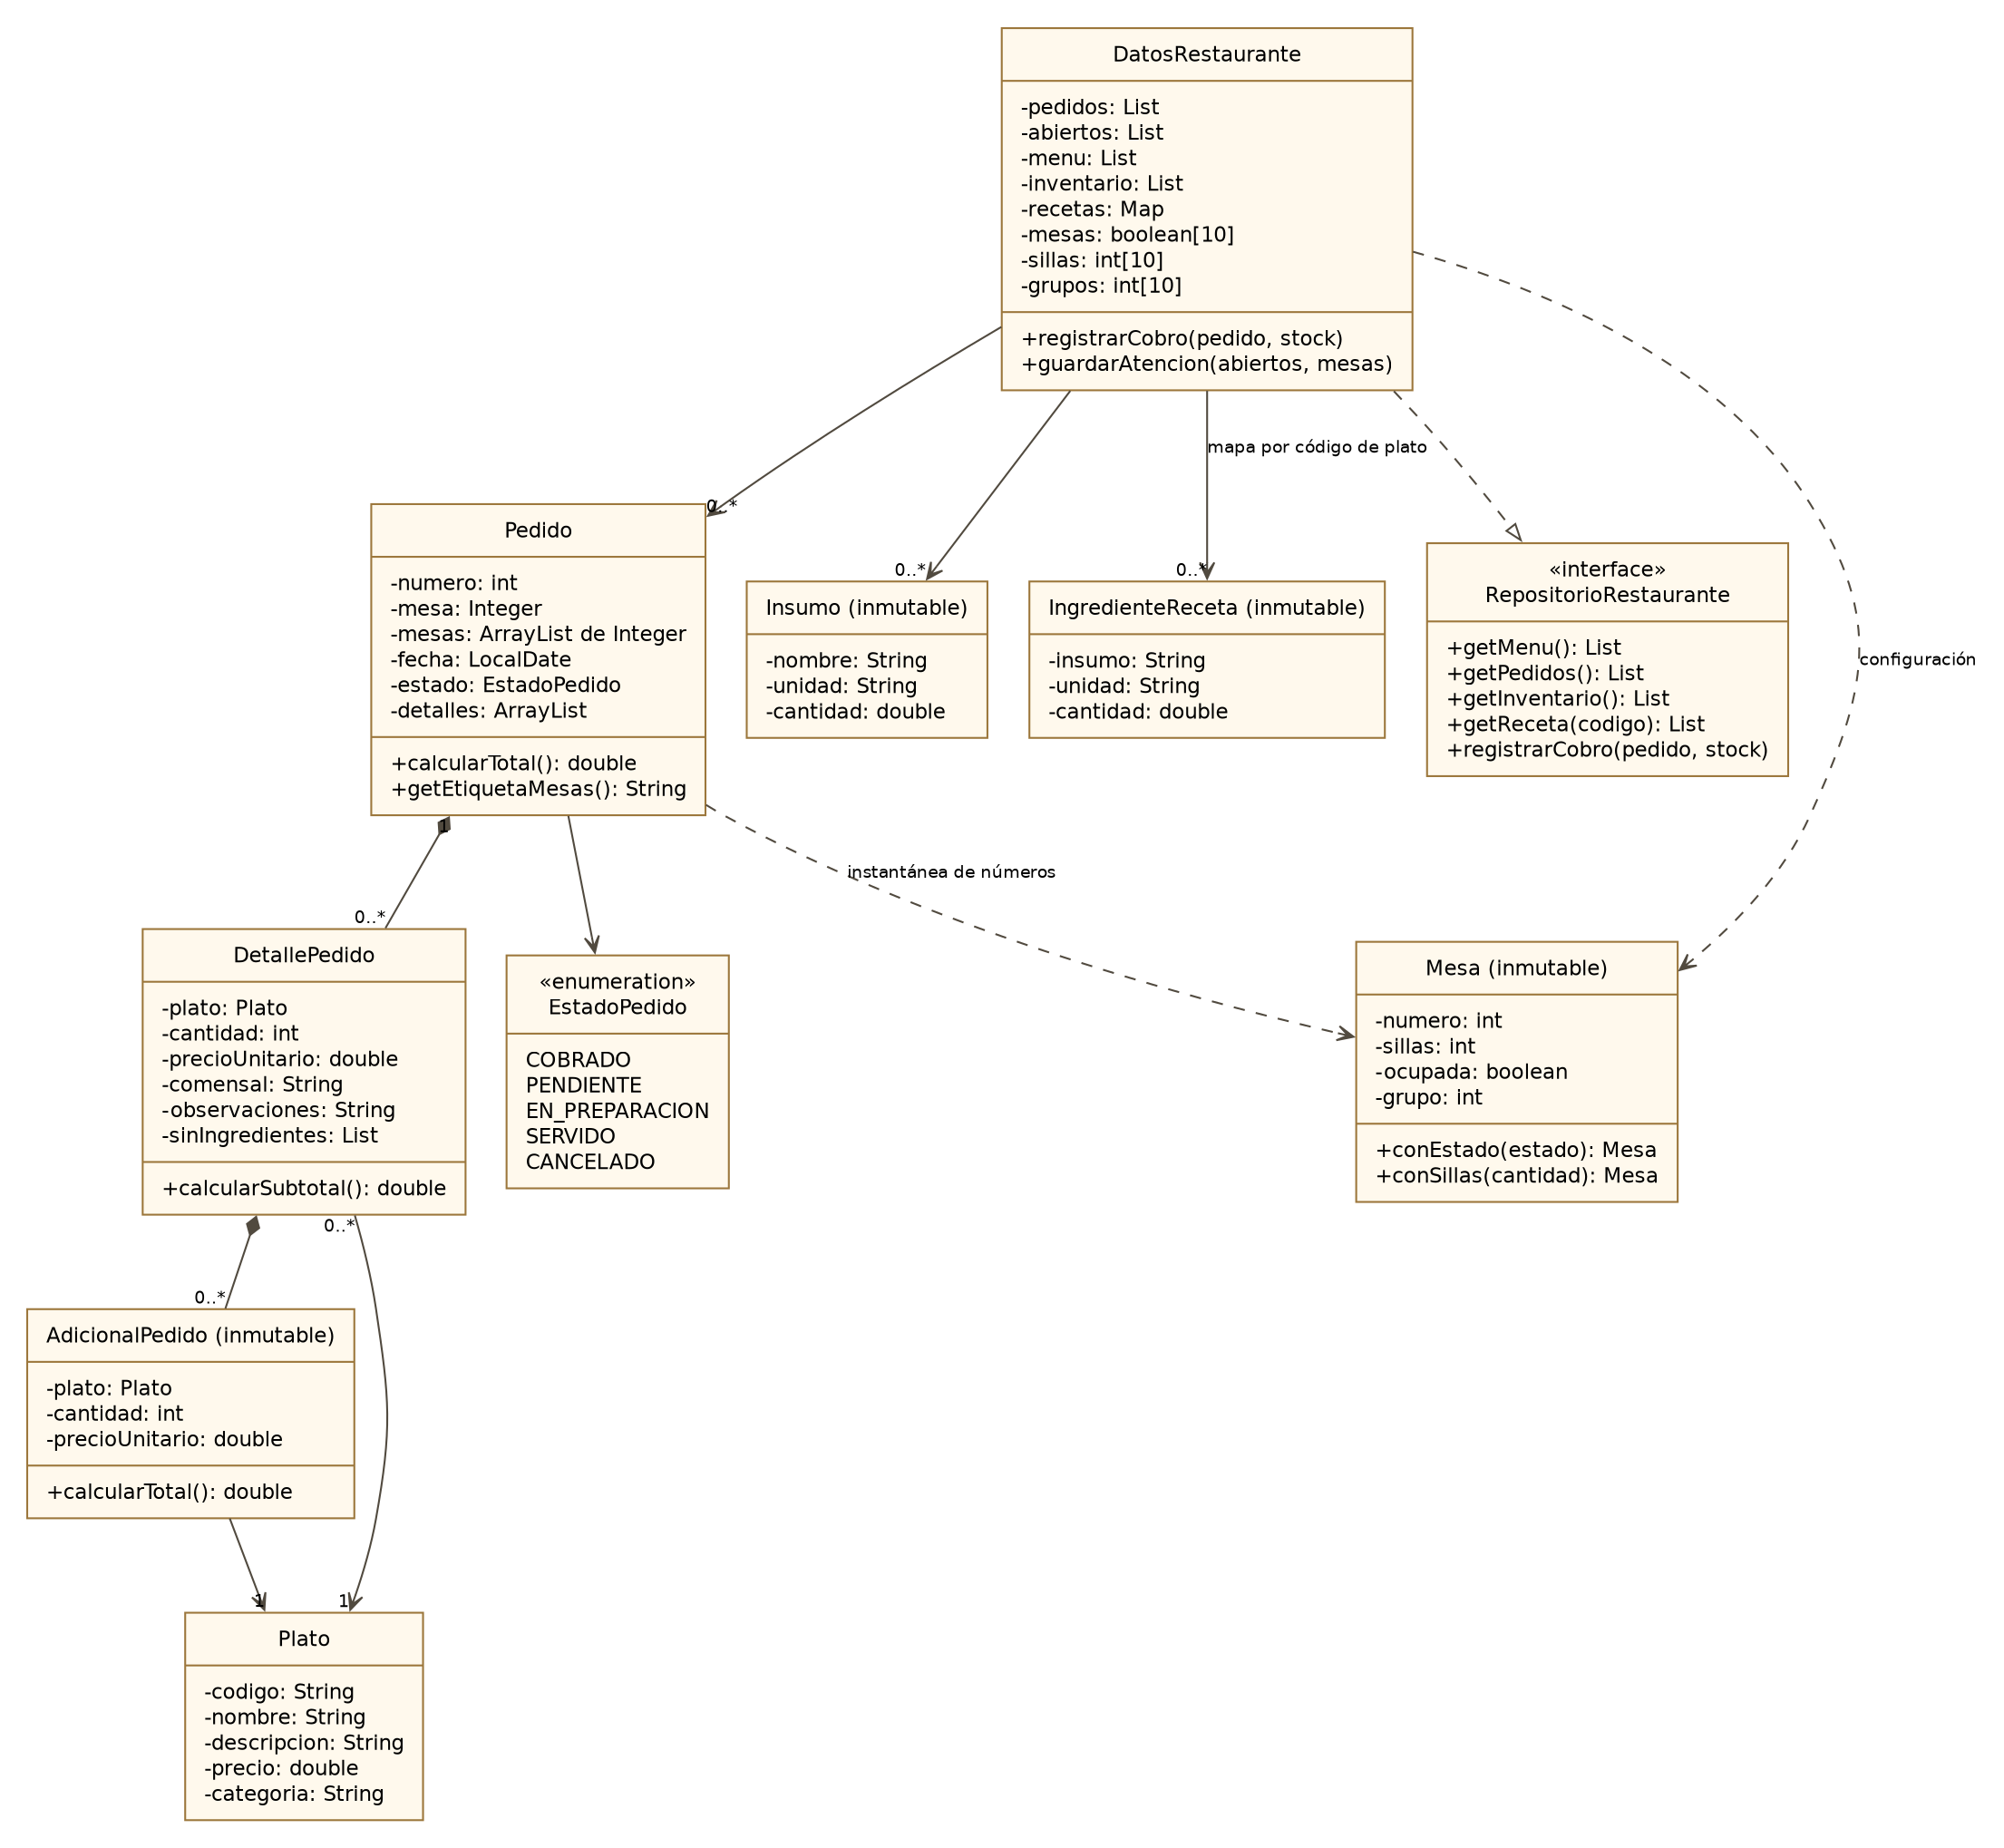 DatosRestaurante
-pedidos: List
-abiertos: List
-menu: List
-inventario: List
-recetas: Map
-mesas: boolean[10]
-sillas: int[10]
-grupos: int[10]
+registrarCobro(pedido, stock)
+guardarAtencion(abiertos, mesas)
mapa por código de plato
configuración
0..*
Pedido
-numero: int
-mesa: Integer
-mesas: ArrayList de Integer
-fecha: LocalDate
-estado: EstadoPedido
-detalles: ArrayList
+calcularTotal(): double
+getEtiquetaMesas(): String
0..*
Insumo (inmutable)
-nombre: String
-unidad: String
-cantidad: double
0..*
IngredienteReceta (inmutable)
-insumo: String
-unidad: String
-cantidad: double
«interface»
RepositorioRestaurante
+getMenu(): List
+getPedidos(): List
+getInventario(): List
+getReceta(codigo): List
+registrarCobro(pedido, stock)
1
instantánea de números
0..*
DetallePedido
-plato: Plato
-cantidad: int
-precioUnitario: double
-comensal: String
-observaciones: String
-sinIngredientes: List
+calcularSubtotal(): double
«enumeration»
EstadoPedido
COBRADO
PENDIENTE
EN_PREPARACION
SERVIDO
CANCELADO
Mesa (inmutable)
-numero: int
-sillas: int
-ocupada: boolean
-grupo: int
+conEstado(estado): Mesa
+conSillas(cantidad): Mesa
0..*
0..*
AdicionalPedido (inmutable)
-plato: Plato
-cantidad: int
-precioUnitario: double
+calcularTotal(): double
1
1
Plato
-codigo: String
-nombre: String
-descripcion: String
-precio: double
-categoria: String